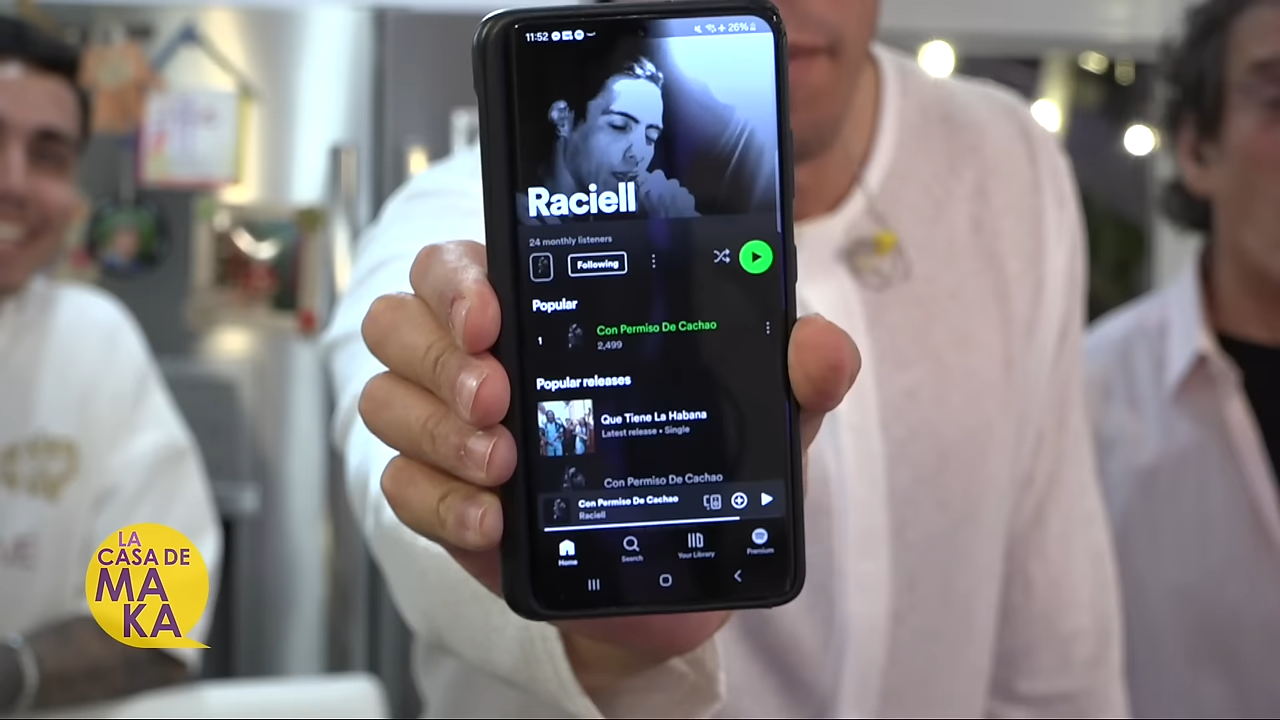 11:52
26%
Raciell
24 monthly listeners
Following
Popular
1
Con Permiso De Cachao
2,499
Popular releases
Que Tiene La Habana
Latest release • Single
Con Permiso De Cachao
Con Permiso De Cachao
Raciell
Home
Search
Your Library
Premium
LA
CASA DE
MA
KA